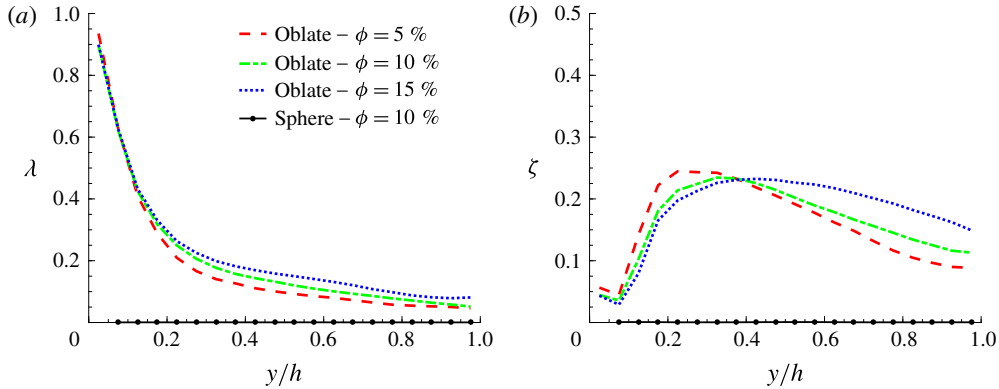 (a)
1.0
0.8
0.6
0.4
0.2
0
0.2
0.4
0.6
0.8
1.0
λ
y/h
Oblate – ϕ = 5 %
Oblate – ϕ = 10 %
Oblate – ϕ = 15 %
Sphere – ϕ = 10 %
(b)
0.5
0.4
0.3
0.2
0.1
0
0.2
0.4
0.6
0.8
1.0
ζ
y/h